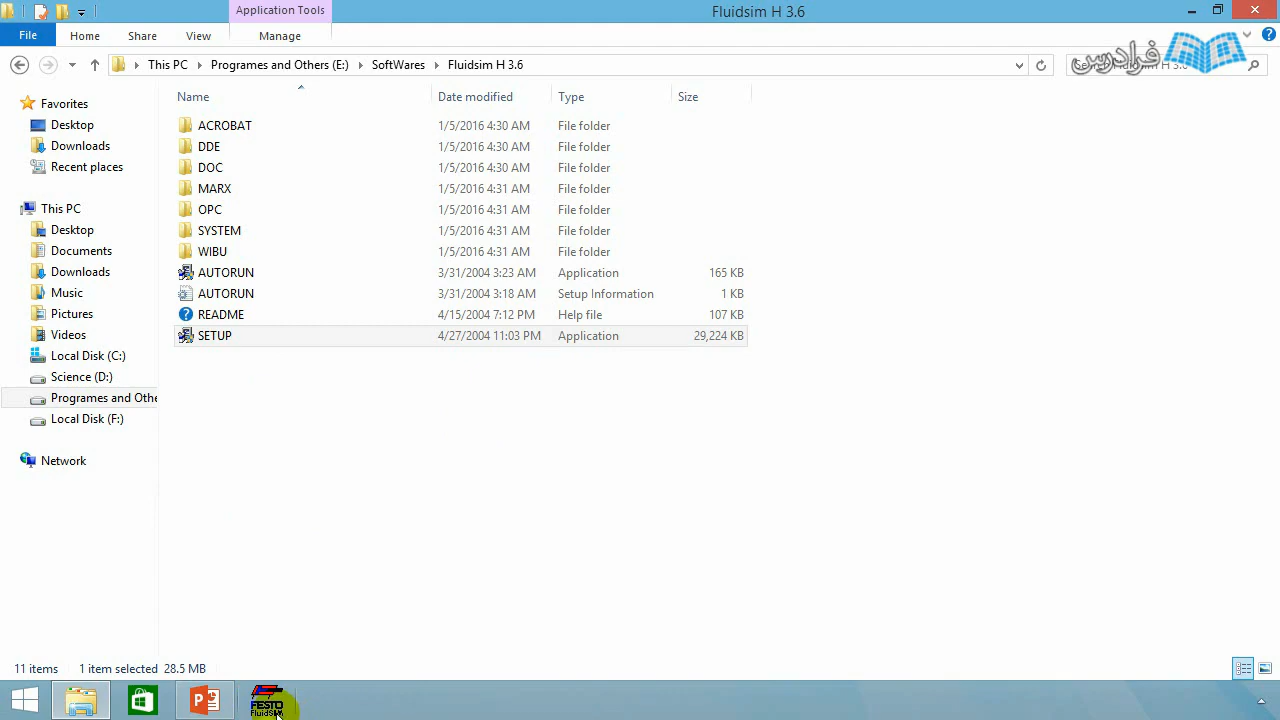 Application Tools
Fluidsim H 3.6
File
Home
Share
View
Manage
This PC
Programes and Others (E:)
SoftWares
Fluidsim H 3.6
فرادرس
Name
Date modified
Type
Size
Favorites
Desktop
Downloads
Recent places
This PC
Desktop
Documents
Downloads
Music
Pictures
Videos
Local Disk (C:)
Science (D:)
Programes and Othe
Local Disk (F:)
Network
ACROBAT 1/5/2016 4:30 AM File folder
DDE 1/5/2016 4:30 AM File folder
DOC 1/5/2016 4:30 AM File folder
MARX 1/5/2016 4:31 AM File folder
OPC 1/5/2016 4:31 AM File folder
SYSTEM 1/5/2016 4:31 AM File folder
WIBU 1/5/2016 4:31 AM File folder
AUTORUN 3/31/2004 3:23 AM Application 165 KB
AUTORUN 3/31/2004 3:18 AM Setup Information 1 KB
README 4/15/2004 7:12 PM Help file 107 KB
SETUP 4/27/2004 11:03 PM Application 29,224 KB
11 items
1 item selected 28.5 MB
FESTO